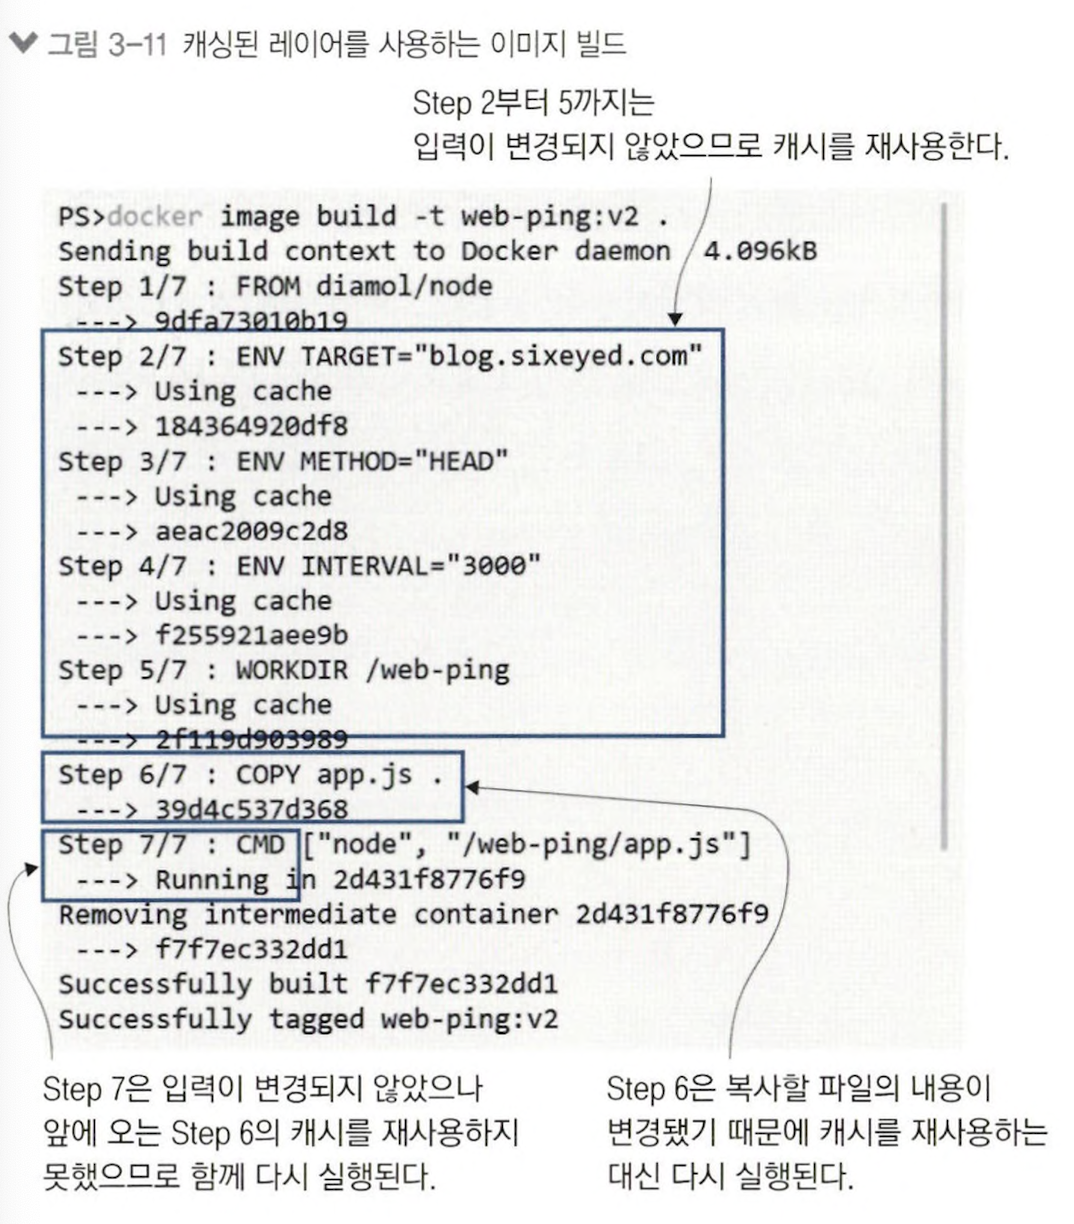 그림 3-11 캐싱된 레이어를 사용하는 이미지 빌드
Step 2부터 5까지는
입력이 변경되지 않았으므로 캐시를 재사용한다.
PS>docker image build -t web-ping:v2 .
Sending build context to Docker daemon  4.096kB
Step 1/7 : FROM diamol/node
---> 9dfa73010b19
Step 2/7 : ENV TARGET="blog.sixeyed.com"
---> Using cache
---> 184364920df8
Step 3/7 : ENV METHOD="HEAD"
---> Using cache
---> aeac2009c2d8
Step 4/7 : ENV INTERVAL="3000"
---> Using cache
---> f255921aee9b
Step 5/7 : WORKDIR /web-ping
---> Using cache
---> 2f119d903989
Step 6/7 : COPY app.js .
---> 39d4c537d368
Step 7/7 : CMD ["node", "/web-ping/app.js"]
---> Running in 2d431f8776f9
Removing intermediate container 2d431f8776f9
---> f7f7ec332dd1
Successfully built f7f7ec332dd1
Successfully tagged web-ping:v2
Step 7은 입력이 변경되지 않았으나
앞에 오는 Step 6의 캐시를 재사용하지
못했으므로 함께 다시 실행된다.
Step 6은 복사할 파일의 내용이
변경됐기 때문에 캐시를 재사용하는
대신 다시 실행된다.